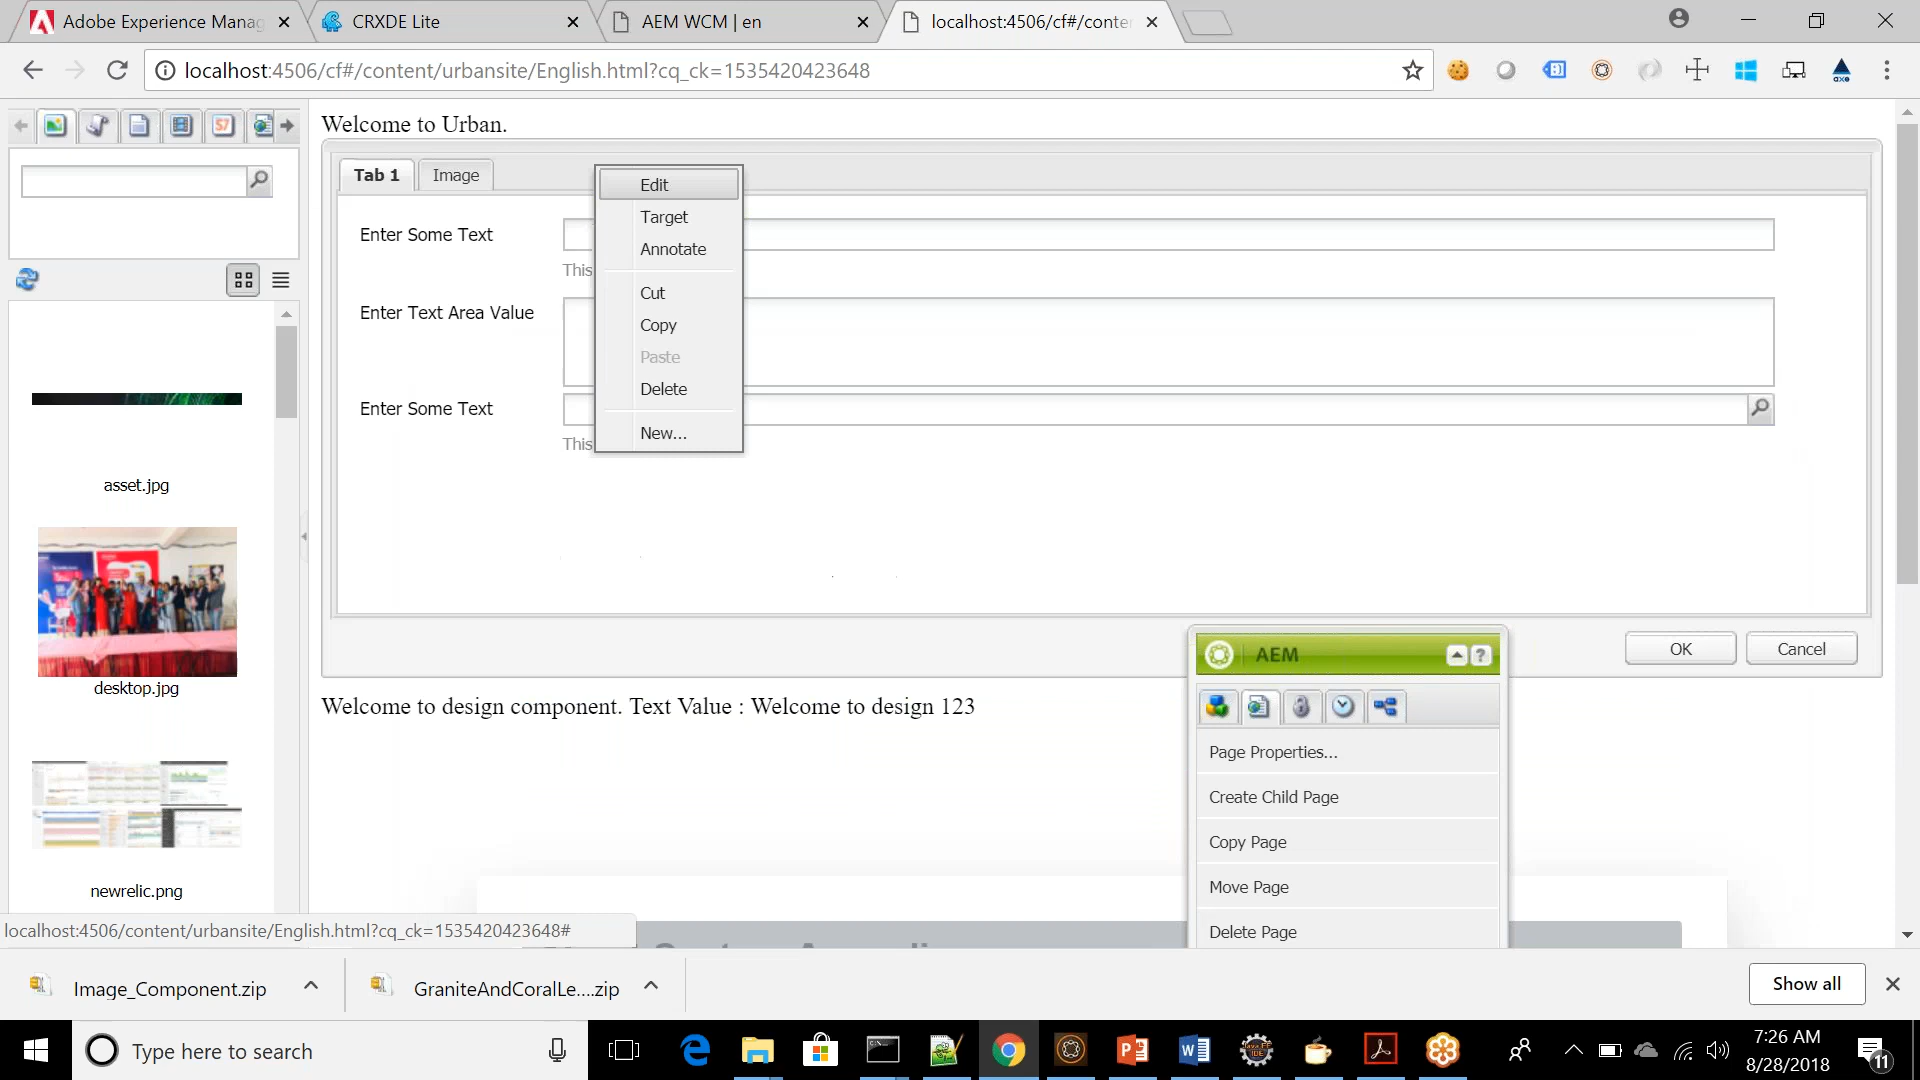 Adobe Experience Manag
CRXDE Lite
AEM WCM | en
localhost:4506/cf#/conten
localhost:4506/cf#/content/urbansite/English.html?cq_ck=1535420423648
Welcome to Urban.
Tab 1
Image
Enter Some Text
This
Enter Text Area Value
Enter Some Text
This
Edit
Target
Annotate
Cut
Copy
Paste
Delete
New...
OK
Cancel
asset.jpg
desktop.jpg
newrelic.png
Welcome to design component. Text Value : Welcome to design 123
AEM
Page Properties...
Create Child Page
Copy Page
Move Page
Delete Page
localhost:4506/content/urbansite/English.html?cq_ck=1535420423648#
Image_Component.zip
GraniteAndCoralLe....zip
Show all
Type here to search
7:26 AM
8/28/2018
11